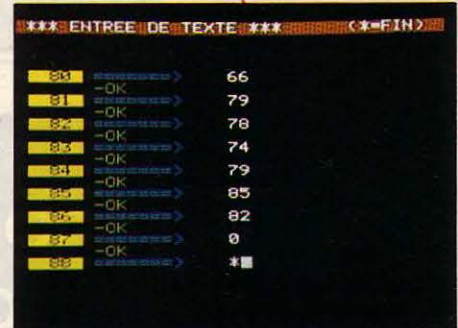 *** ENTREE DE TEXTE *** (*=FIN)
80 =======> 66
-OK
81 =======> 79
-OK
82 =======> 78
-OK
83 =======> 74
-OK
84 =======> 79
-OK
85 =======> 85
-OK
86 =======> 82
-OK
87 =======> 0
-OK
88 =======> *